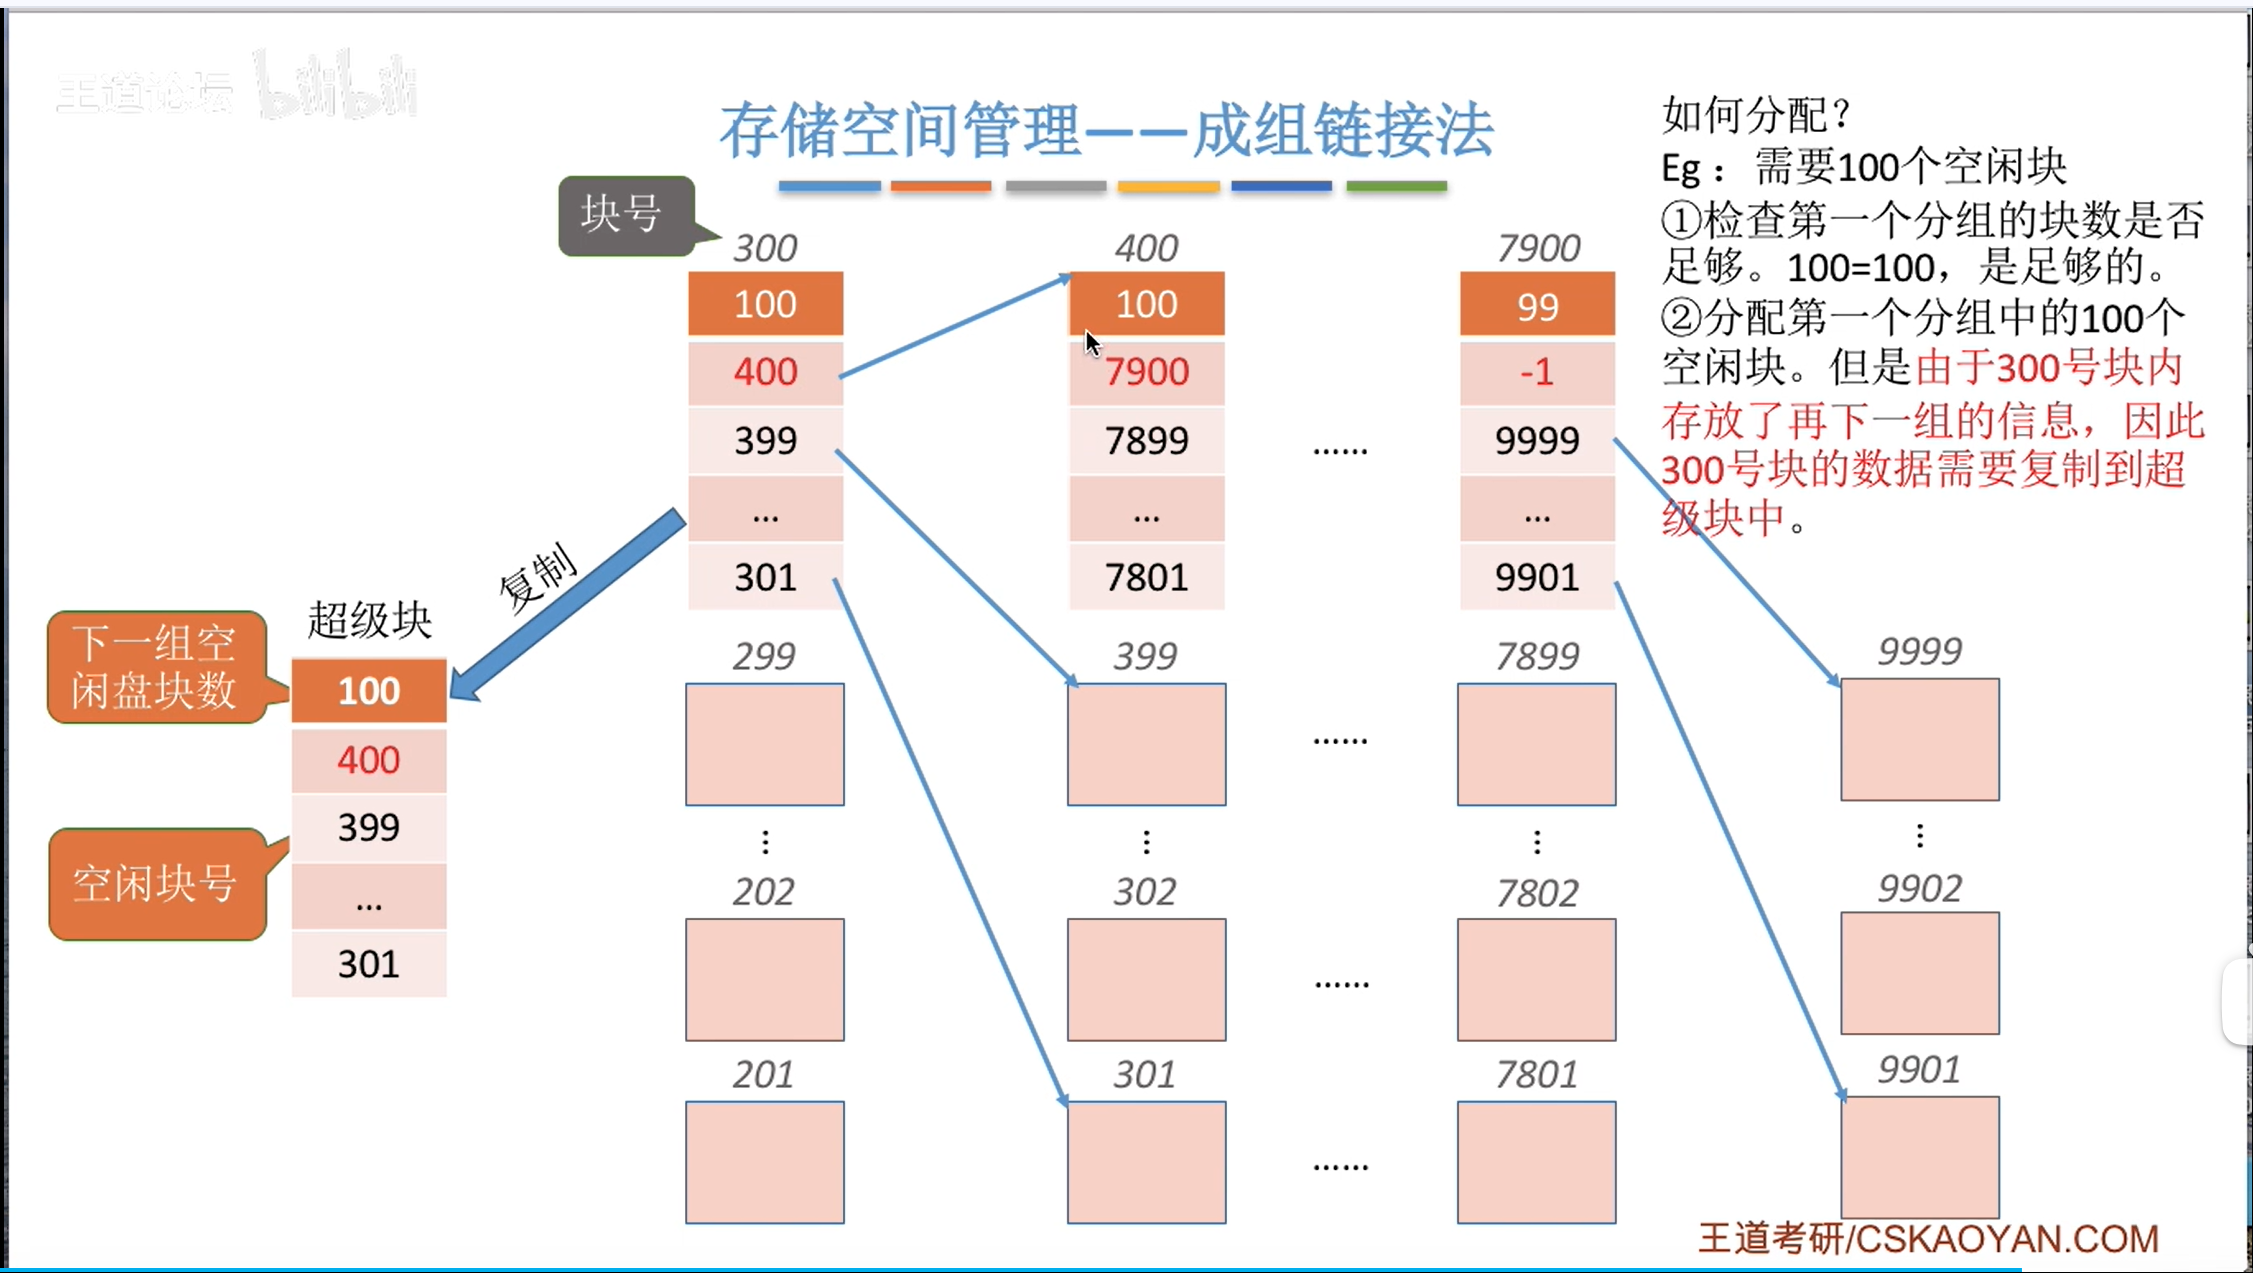 王道论坛 bilibili
存储空间管理——成组链接法
如何分配？
Eg：需要100个空闲块
①检查第一个分组的块数是否
足够。100=100，是足够的。
②分配第一个分组中的100个
空闲块。但是由于300号块内
存放了再下一组的信息，因此
300号块的数据需要复制到超
级块中。
块号
300
100
400
399
...
301
400
100
7900
7899
...
7801
......
7900
99
-1
9999
...
9901
复制
超级块
下一组空
闲盘块数
100
400
399
...
301
空闲块号
299
399
7899
9999
......
202
302
7802
9902
......
201
301
7801
9901
......
王道考研/CSKAOYAN.COM